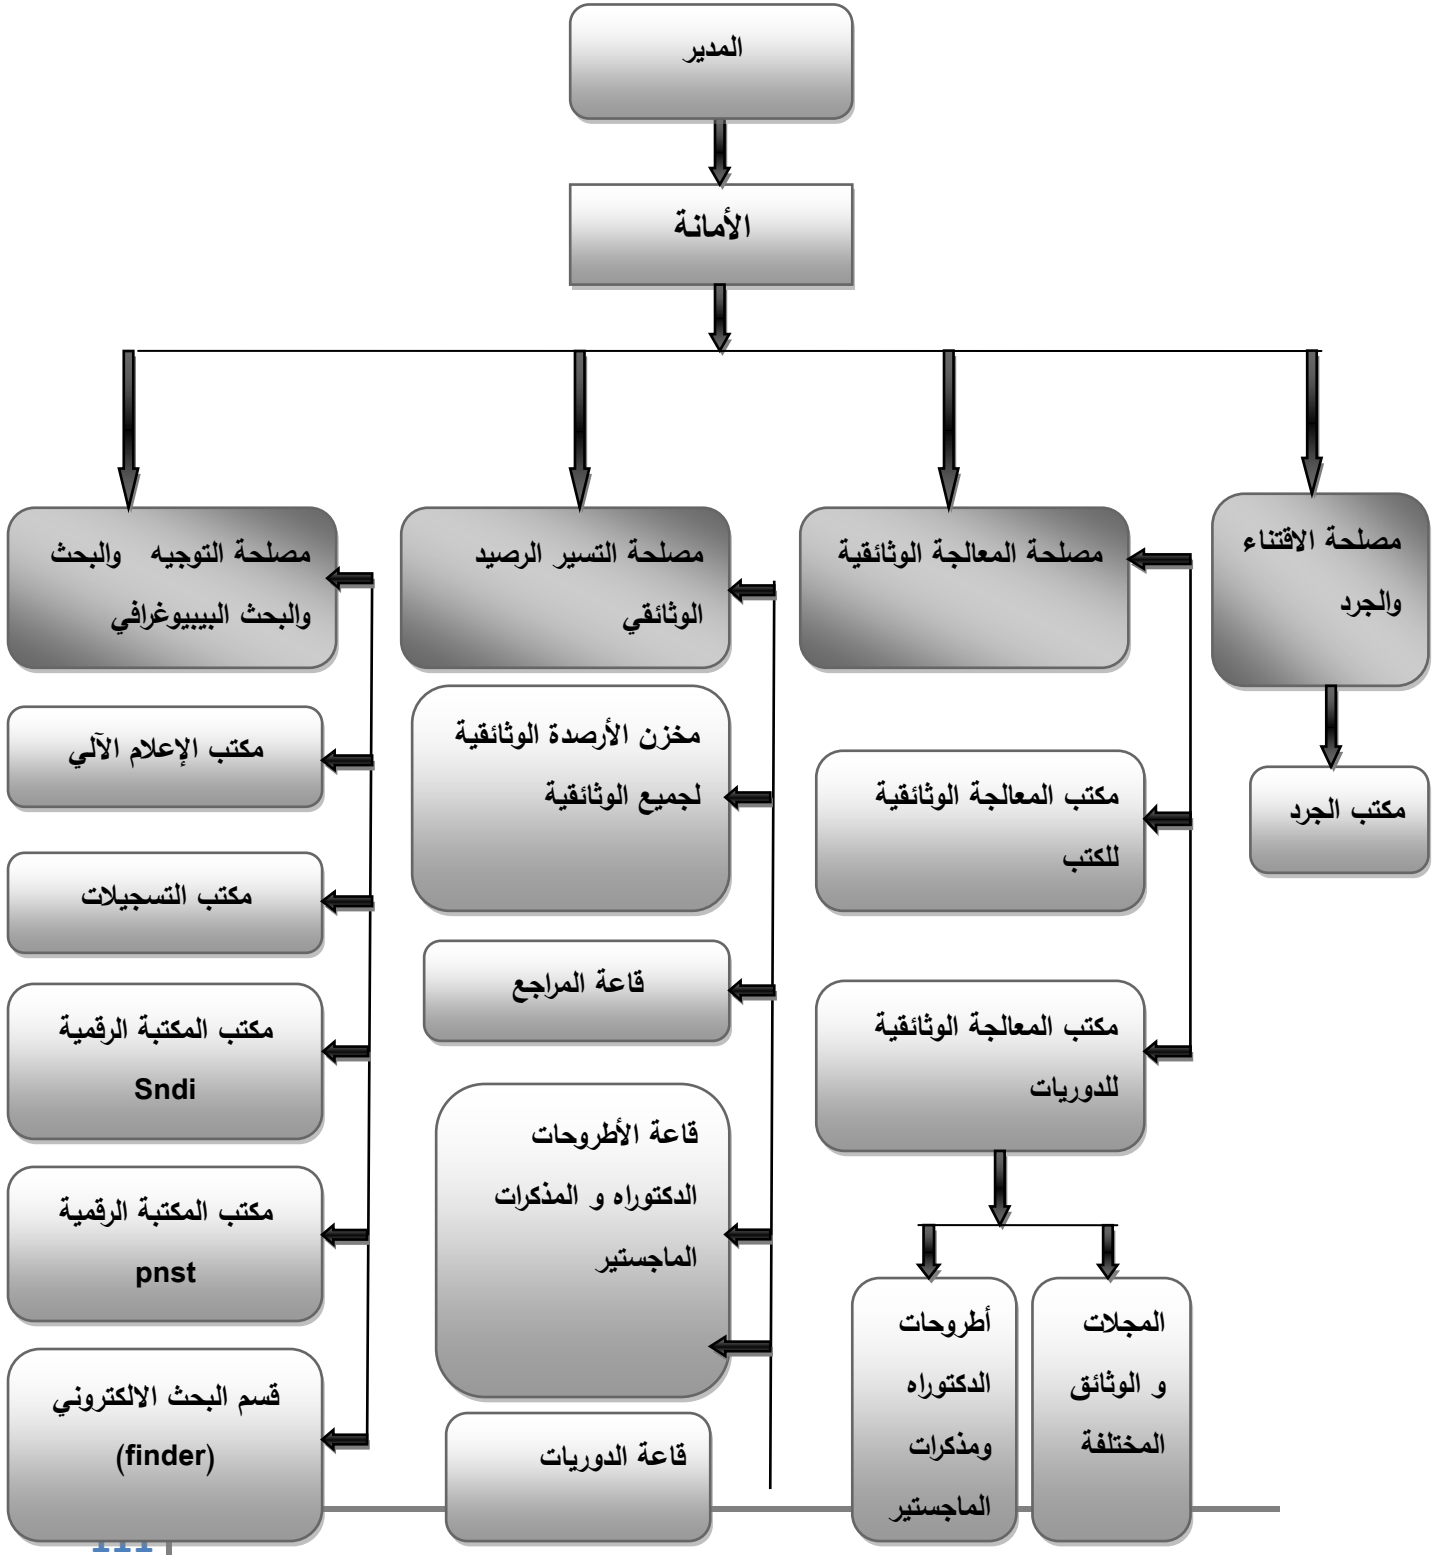 المدير
الأمانة
مصلحة الاقتناء
والجرد
مكتب الجرد
مصلحة المعالجة الوثائقية
مكتب المعالجة الوثائقية
للكتب
مكتب المعالجة الوثائقية
للدوريات
المجلات
و الوثائق
المختلفة
أطروحات
الدكتوراه
ومذكرات
الماجستير
مصلحة التسير الرصيد
الوثائقي
مخزن الأرصدة الوثائقية
لجميع الوثائقية
قاعة المراجع
قاعة الأطروحات
الدكتوراه و المذكرات
الماجستير
قاعة الدوريات
مصلحة التوجيه والبحث
والبحث البيبيوغرافي
مكتب الإعلام الآلي
مكتب التسجيلات
مكتب المكتبة الرقمية
Sndi
مكتب المكتبة الرقمية
pnst
قسم البحث الالكتروني
(finder)